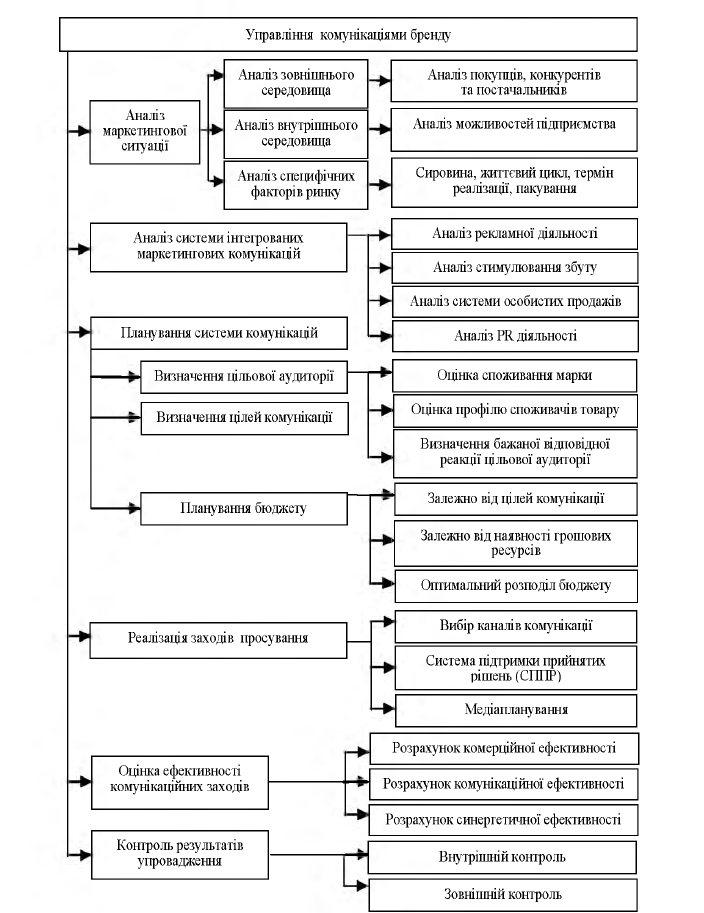 Управління комунікаціями бренду
Аналіз
маркетингової
ситуації
Аналіз зовнішнього
середовища
Аналіз покупців, конкурентів
та постачальників
Аналіз внутрішнього
середовища
Аналіз можливостей підприємства
Аналіз специфічних
факторів ринку
Сировина, життєвий цикл, термін
реалізації, пакування
Аналіз системи інтегрованих
маркетингових комунікацій
Аналіз рекламної діяльності
Аналіз стимулювання збуту
Аналіз системи особистих продажів
Аналіз PR діяльності
Планування системи комунікацій
Визначення цільової аудиторії
Оцінка споживання марки
Оцінка профілю споживачів товару
Визначення бажаної відповідної
реакції цільової аудиторії
Визначення цілей комунікації
Планування бюджету
Залежно від цілей комунікації
Залежно від наявності грошових
ресурсів
Оптимальний розподіл бюджету
Реалізація заходів просування
Вибір каналів комунікації
Система підтримки прийнятих
рішень (СППР)
Медіапланування
Оцінка ефективності
комунікаційних заходів
Розрахунок комерційної ефективності
Розрахунок комунікаційної ефективності
Розрахунок синергетичної ефективності
Контроль результатів
упровадження
Внутрішній контроль
Зовнішній контроль